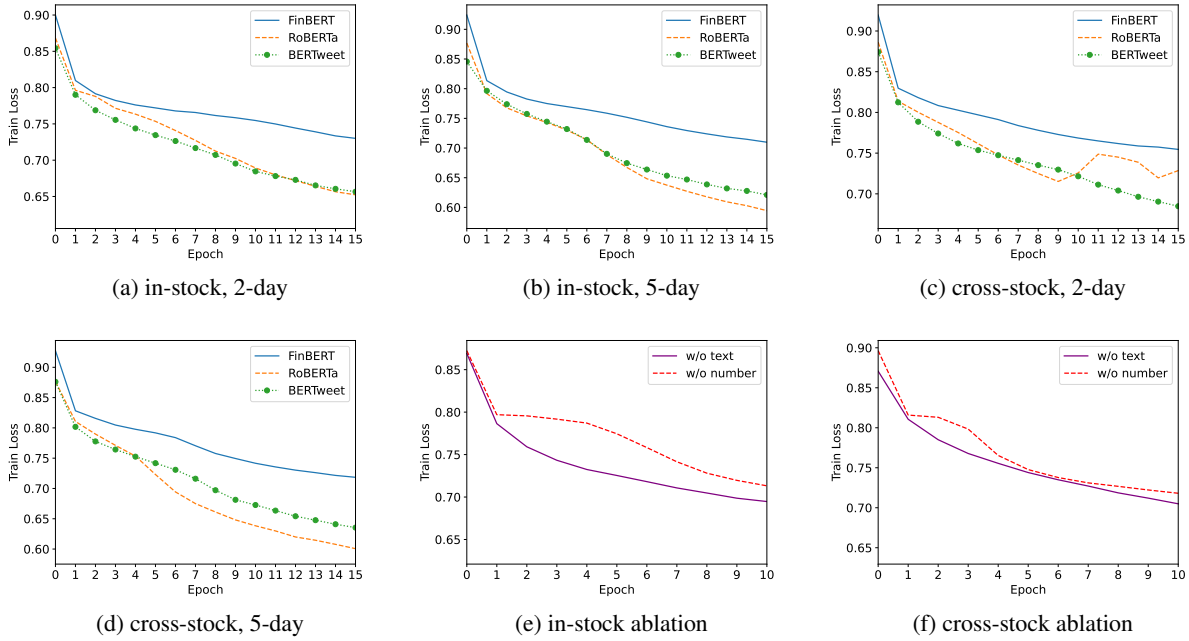 FinBERT
RoBERTa
BERTweet
0.90
0.85
0.80
0.75
0.70
0.65
Train Loss
0 1 2 3 4 5 6 7 8 9 10 11 12 13 14 15
Epoch
(a) in-stock, 2-day
FinBERT
RoBERTa
BERTweet
0.90
0.85
0.80
0.75
0.70
0.65
0.60
Train Loss
0 1 2 3 4 5 6 7 8 9 10 11 12 13 14 15
Epoch
(b) in-stock, 5-day
FinBERT
RoBERTa
BERTweet
0.90
0.85
0.80
0.75
0.70
Train Loss
0 1 2 3 4 5 6 7 8 9 10 11 12 13 14 15
Epoch
(c) cross-stock, 2-day
FinBERT
RoBERTa
BERTweet
0.90
0.85
0.80
0.75
0.70
0.65
0.60
Train Loss
0 1 2 3 4 5 6 7 8 9 10 11 12 13 14 15
Epoch
(d) cross-stock, 5-day
w/o text
w/o number
0.85
0.80
0.75
0.70
0.65
Train Loss
0 1 2 3 4 5 6 7 8 9 10
Epoch
(e) in-stock ablation
w/o text
w/o number
0.90
0.85
0.80
0.75
0.70
0.65
Train Loss
0 1 2 3 4 5 6 7 8 9 10
Epoch
(f) cross-stock ablation